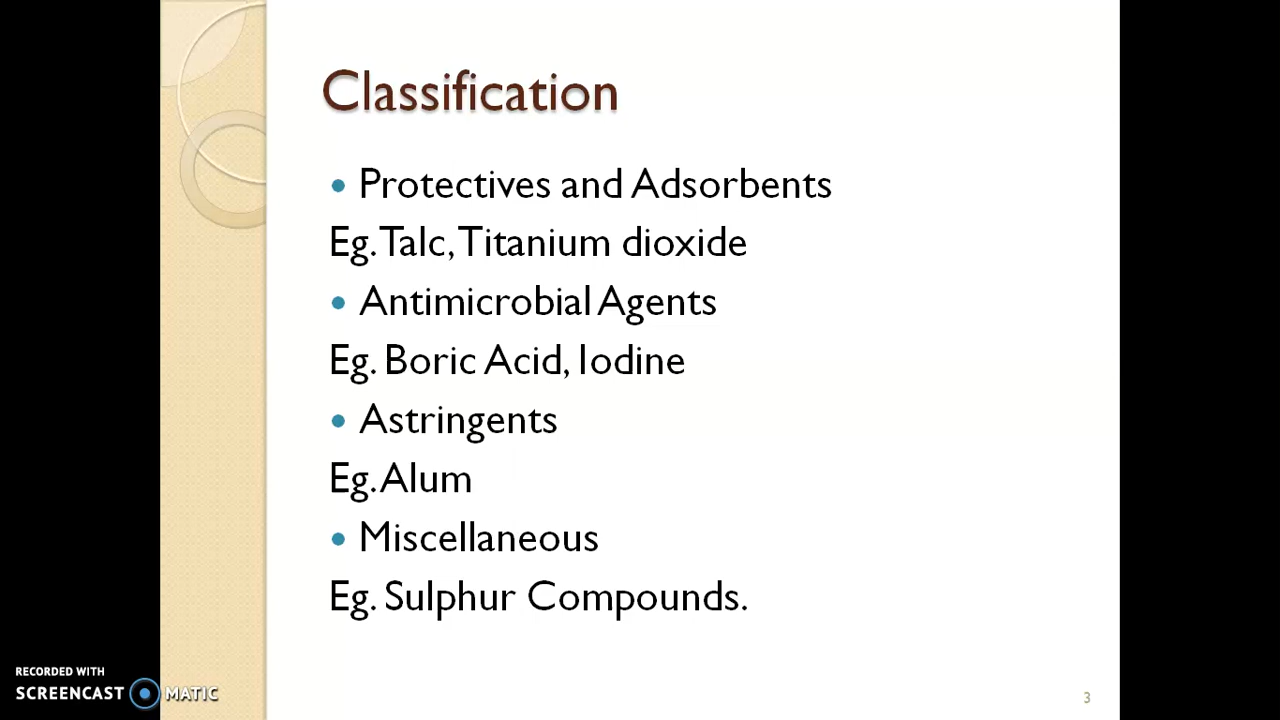 Classification
• Protectives and Adsorbents
Eg. Talc, Titanium dioxide
• Antimicrobial Agents
Eg. Boric Acid, Iodine
• Astringents
Eg. Alum
• Miscellaneous
Eg. Sulphur Compounds.
RECORDED WITH
SCREENCAST MATIC
3